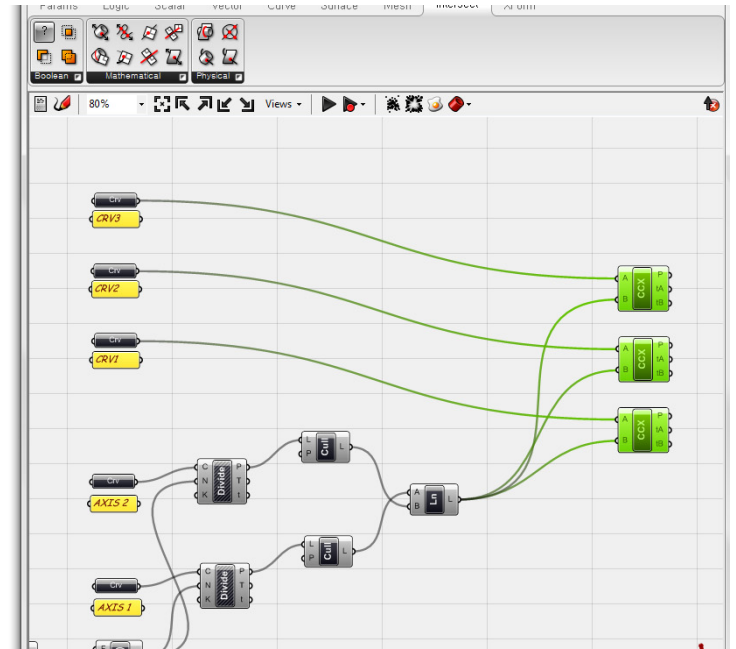 Params Logic Scalar Vector Curve Surface Mesh Intersect XForm
?
Boolean Mathematical Physical
80% Views
Crv
CRV3
Crv
CRV2
A CCX P
B tA
tB
Crv
CRV1
A CCX P
B tA
tB
A CCX P
B tA
tB
L Cull L
P
Crv
AXIS 2
C Divide P
N T
K t
A Ln L
B
L Cull L
P
Crv
AXIS 1
C Divide P
N T
K t